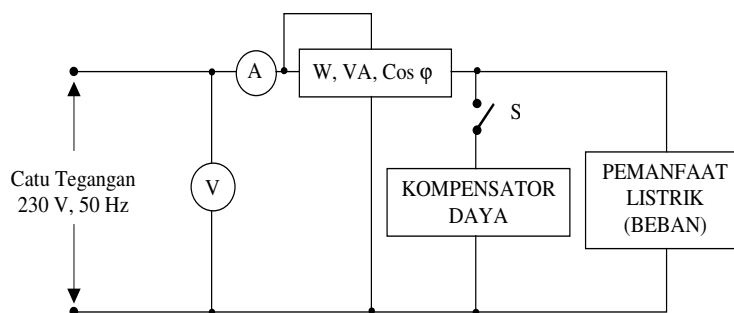 A
W, VA, Cos φ
S
Catu Tegangan
230 V, 50 Hz
V
KOMPENSATOR
DAYA
PEMANFAAT
LISTRIK
(BEBAN)